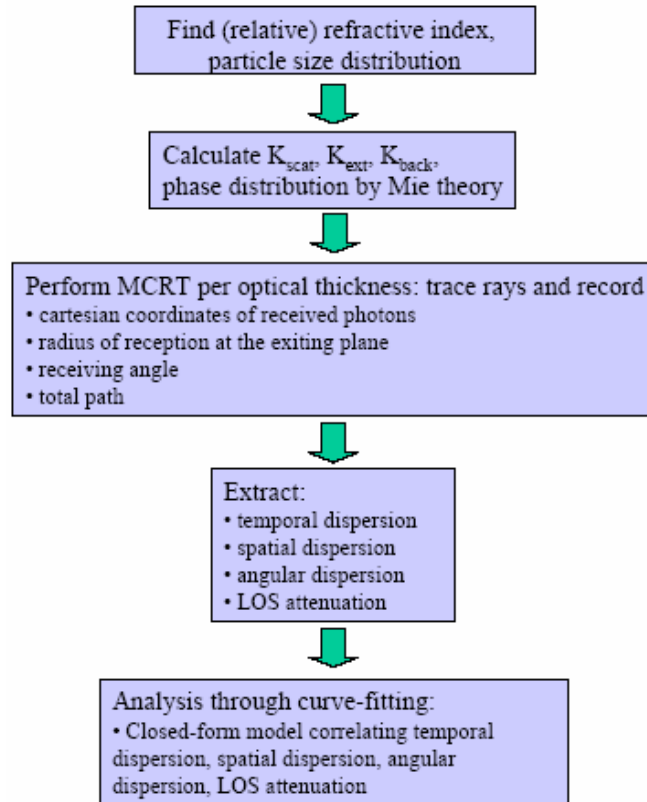 Find (relative) refractive index,
particle size distribution
Calculate Kscat, Kext, Kback,
phase distribution by Mie theory
Perform MCRT per optical thickness: trace rays and record
• cartesian coordinates of received photons
• radius of reception at the exiting plane
• receiving angle
• total path
Extract:
• temporal dispersion
• spatial dispersion
• angular dispersion
• LOS attenuation
Analysis through curve-fitting:
• Closed-form model correlating temporal
dispersion, spatial dispersion, angular
dispersion, LOS attenuation